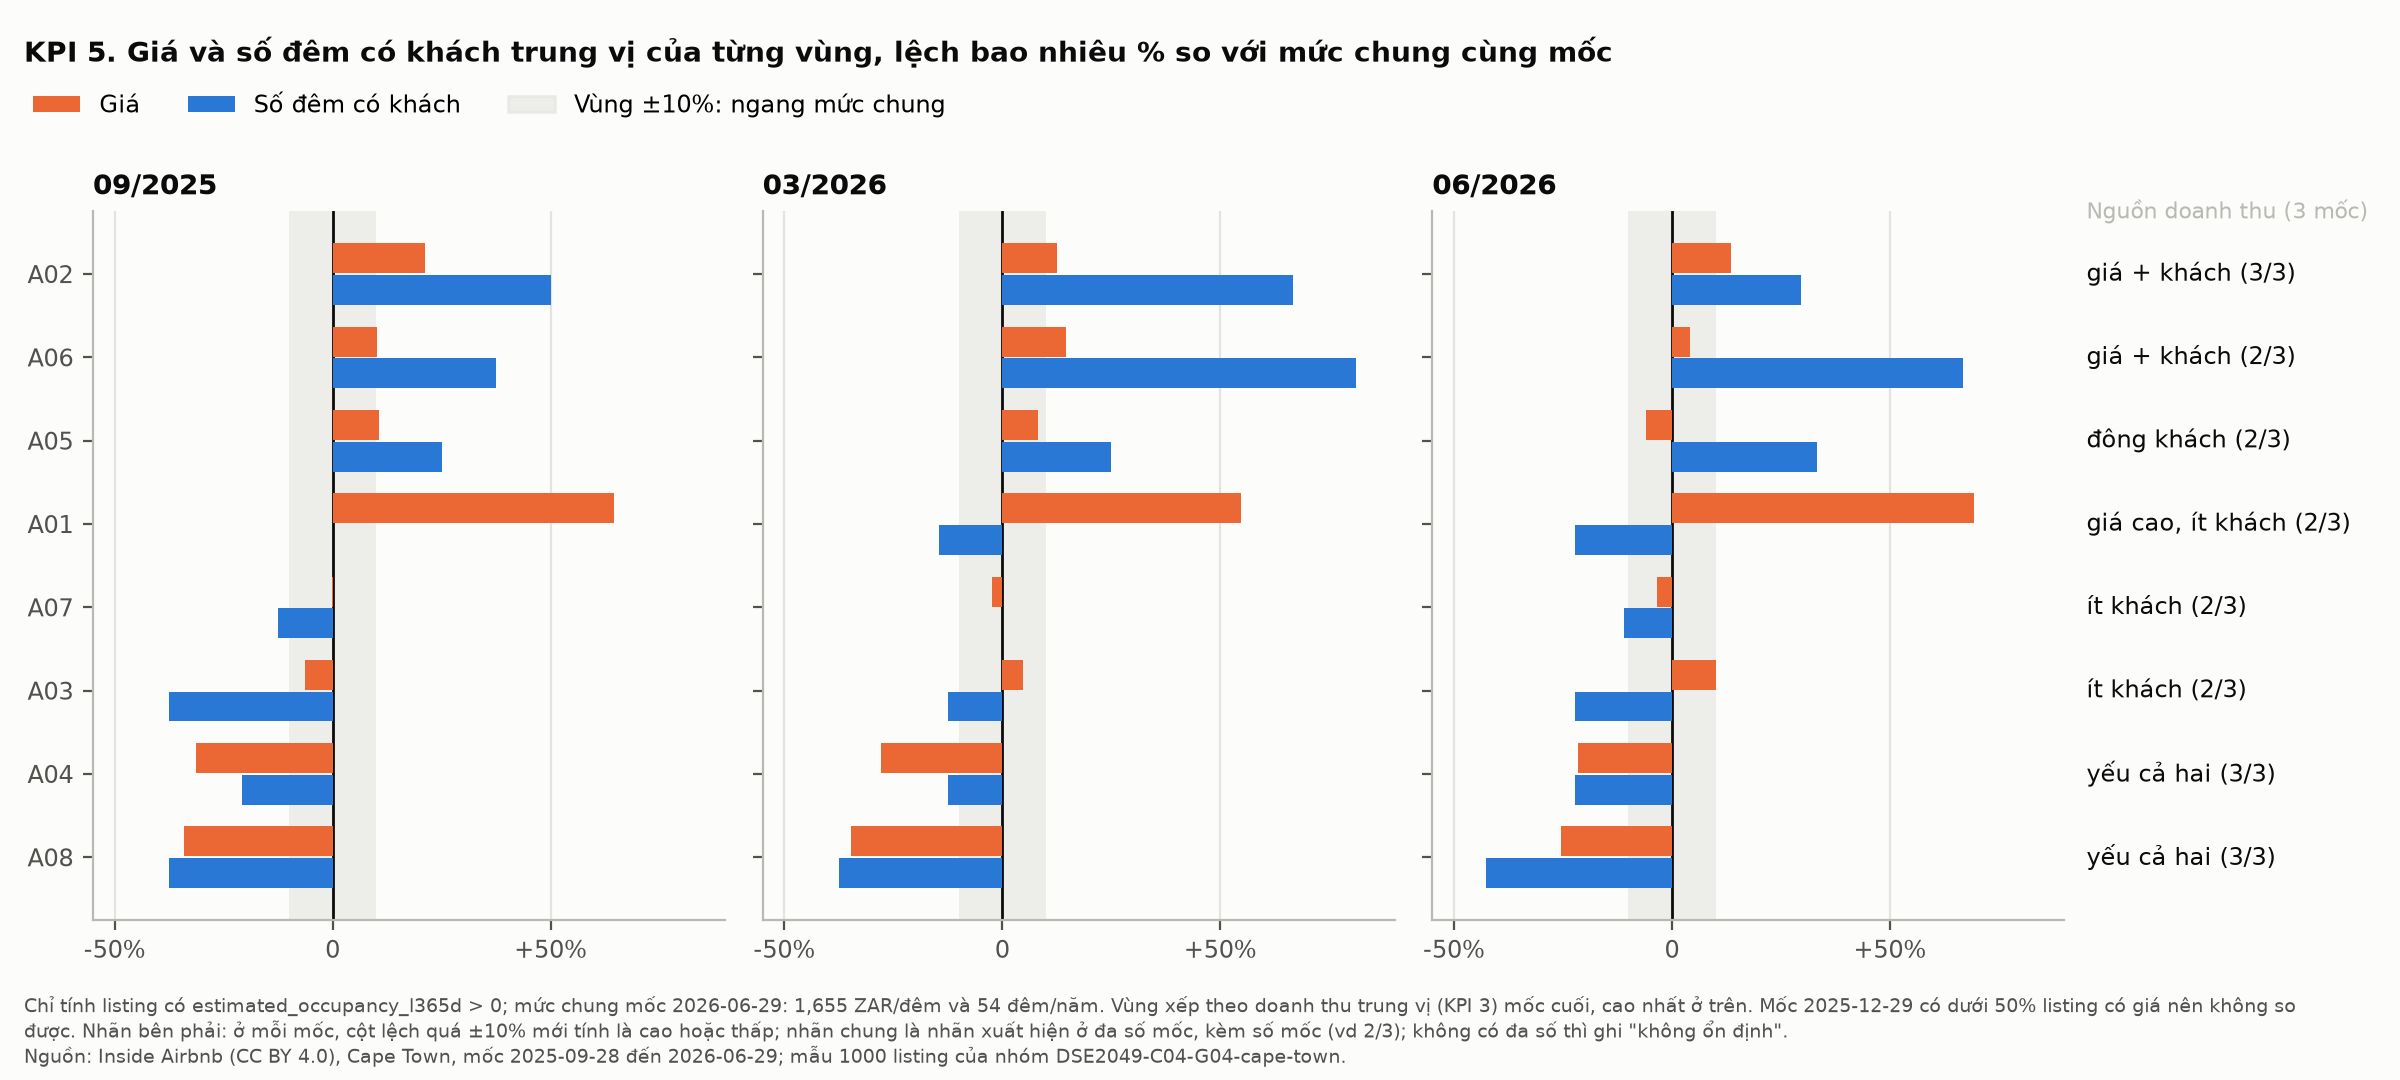 KPI 5. Giá và số đêm có khách trung vị của từng vùng, lệch bao nhiêu % so với mức chung cùng mốc
Giá
Số đêm có khách
Vùng ±10%: ngang mức chung
09/2025
03/2026
06/2026
Nguồn doanh thu (3 mốc)
A02
giá + khách (3/3)
A06
giá + khách (2/3)
A05
đông khách (2/3)
A01
giá cao, ít khách (2/3)
A07
ít khách (2/3)
A03
ít khách (2/3)
A04
yếu cả hai (3/3)
A08
yếu cả hai (3/3)
-50%
0
+50%
-50%
0
+50%
-50%
0
+50%
Chỉ tính listing có estimated_occupancy_l365d > 0; mức chung mốc 2026-06-29: 1,655 ZAR/đêm và 54 đêm/năm. Vùng xếp theo doanh thu trung vị (KPI 3) mốc cuối, cao nhất ở trên. Mốc 2025-12-29 có dưới 50% listing có giá nên không so
được. Nhãn bên phải: ở mỗi mốc, cột lệch quá ±10% mới tính là cao hoặc thấp; nhãn chung là nhãn xuất hiện ở đa số mốc, kèm số mốc (vd 2/3); không có đa số thì ghi "không ổn định".
Nguồn: Inside Airbnb (CC BY 4.0), Cape Town, mốc 2025-09-28 đến 2026-06-29; mẫu 1000 listing của nhóm DSE2049-C04-G04-cape-town.